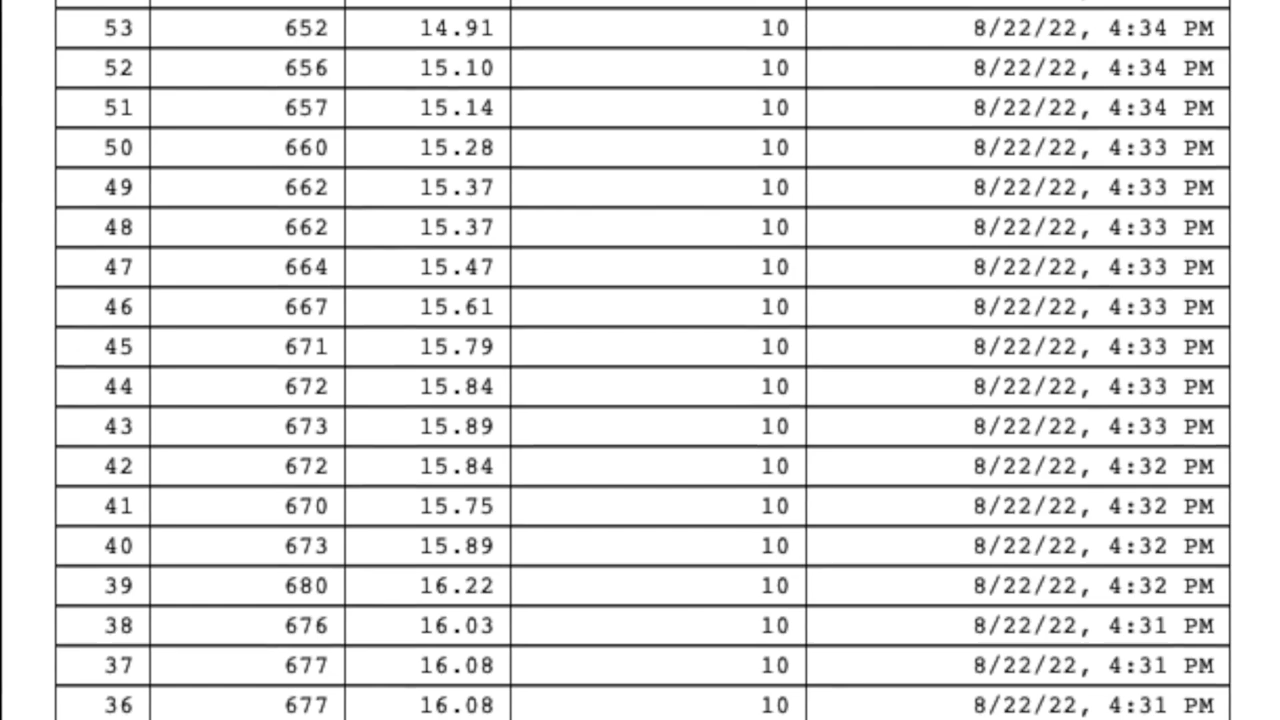 53 652 14.91 10 8/22/22, 4:34 PM
52 656 15.10 10 8/22/22, 4:34 PM
51 657 15.14 10 8/22/22, 4:34 PM
50 660 15.28 10 8/22/22, 4:33 PM
49 662 15.37 10 8/22/22, 4:33 PM
48 662 15.37 10 8/22/22, 4:33 PM
47 664 15.47 10 8/22/22, 4:33 PM
46 667 15.61 10 8/22/22, 4:33 PM
45 671 15.79 10 8/22/22, 4:33 PM
44 672 15.84 10 8/22/22, 4:33 PM
43 673 15.89 10 8/22/22, 4:33 PM
42 672 15.84 10 8/22/22, 4:32 PM
41 670 15.75 10 8/22/22, 4:32 PM
40 673 15.89 10 8/22/22, 4:32 PM
39 680 16.22 10 8/22/22, 4:32 PM
38 676 16.03 10 8/22/22, 4:31 PM
37 677 16.08 10 8/22/22, 4:31 PM
36 677 16.08 10 8/22/22, 4:31 PM